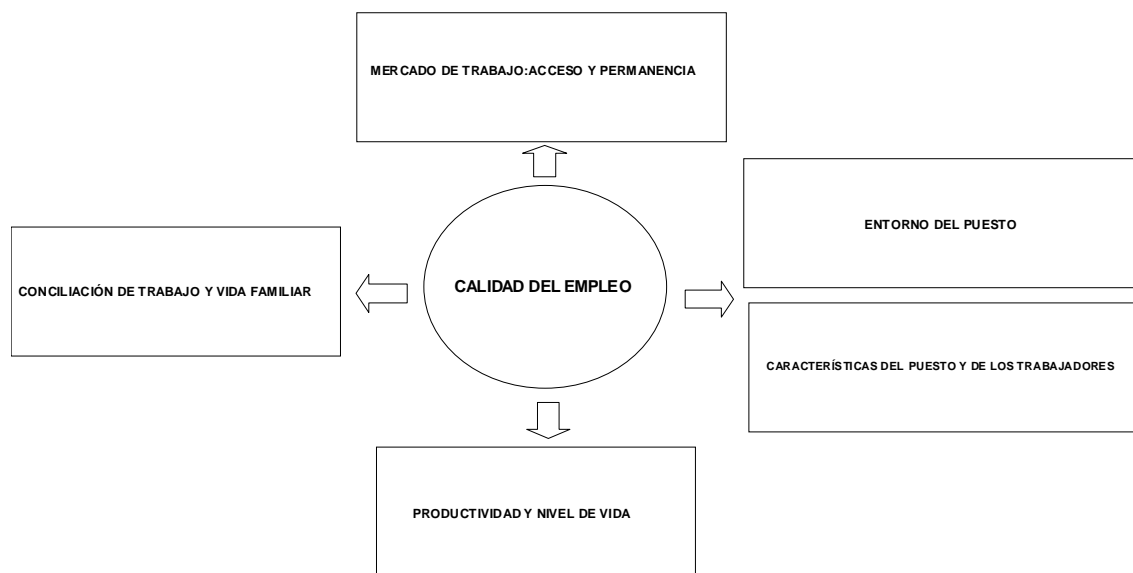 MERCADO DE TRABAJO:ACCESO Y PERMANENCIA
ENTORNO DEL PUESTO
CONCILIACIÓN DE TRABAJO Y VIDA FAMILIAR
CALIDAD DEL EMPLEO
CARACTERÍSTÍCAS DEL PUESTO Y DE LOS TRABAJADORES
PRODUCTIVIDAD Y NIVEL DE VIDA